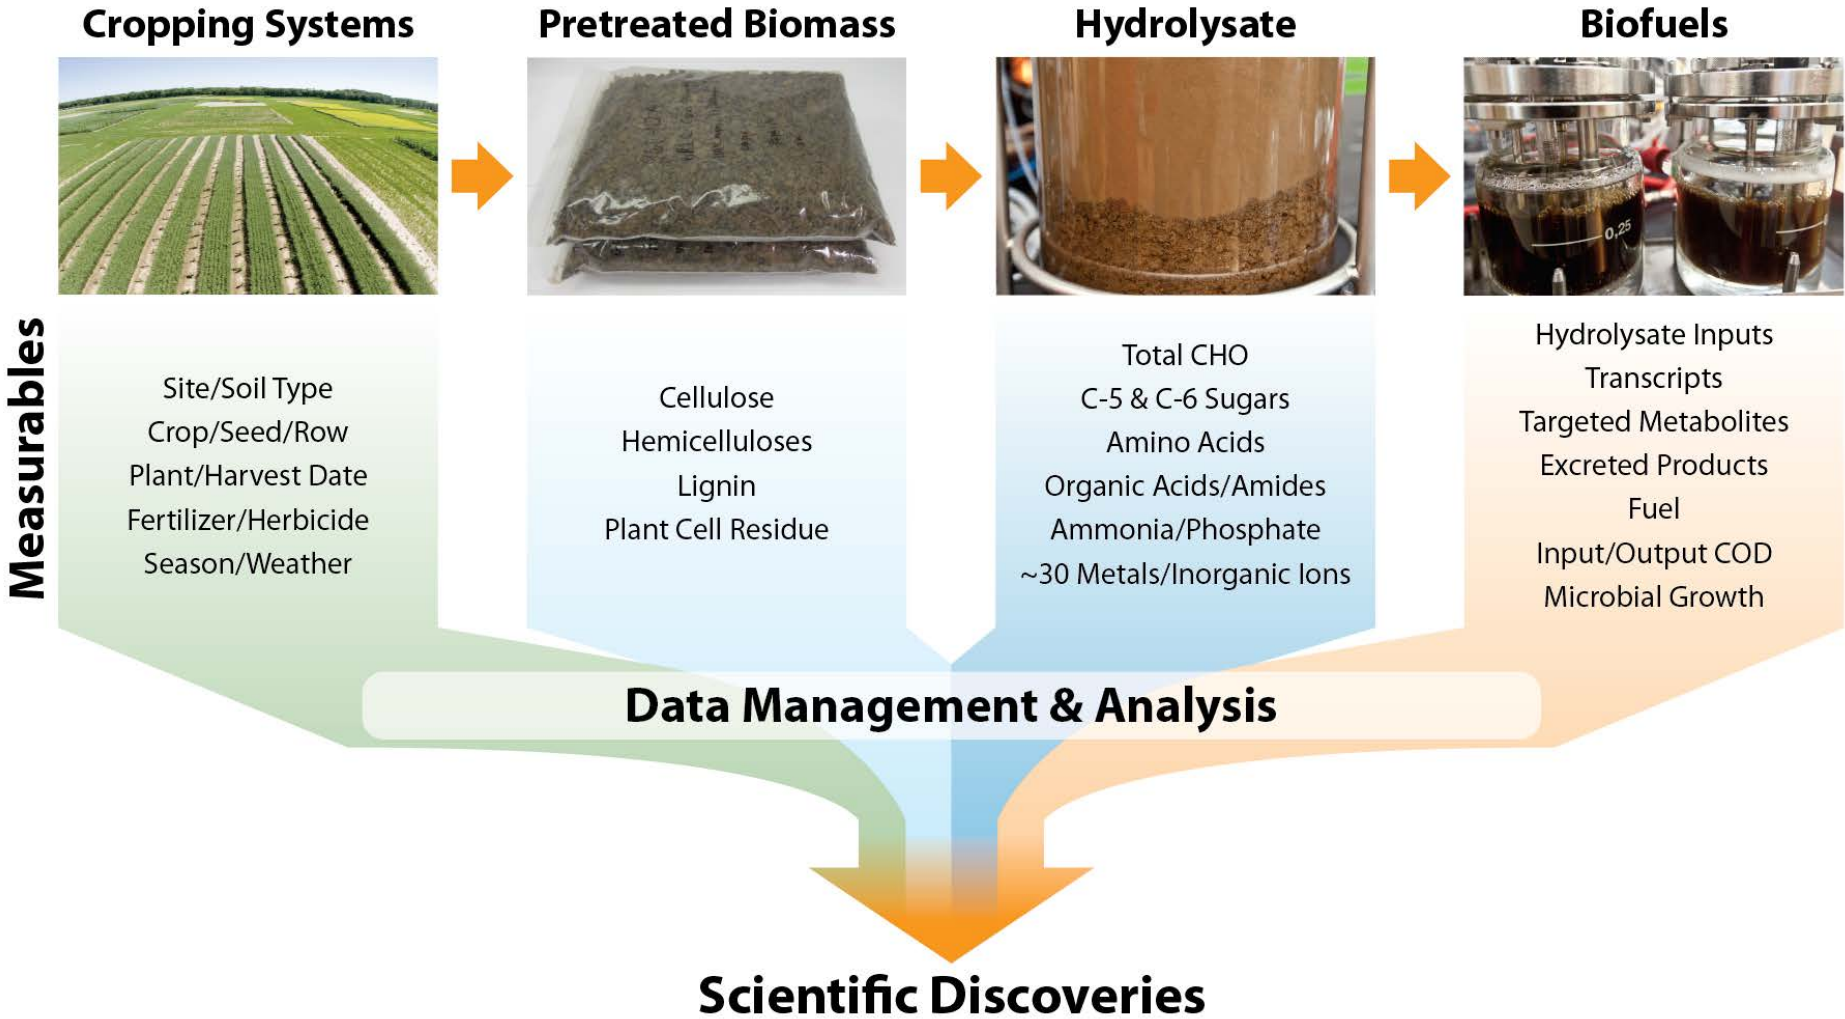 Cropping Systems
Pretreated Biomass
Hydrolysate
Biofuels
0,25
Measurables
Site/Soil Type
Crop/Seed/Row
Plant/Harvest Date
Fertilizer/Herbicide
Season/Weather
Cellulose
Hemicelluloses
Lignin
Plant Cell Residue
Total CHO
C-5 & C-6 Sugars
Amino Acids
Organic Acids/Amides
Ammonia/Phosphate
~30 Metals/Inorganic Ions
Hydrolysate Inputs
Transcripts
Targeted Metabolites
Excreted Products
Fuel
Input/Output COD
Microbial Growth
Data Management & Analysis
Scientific Discoveries